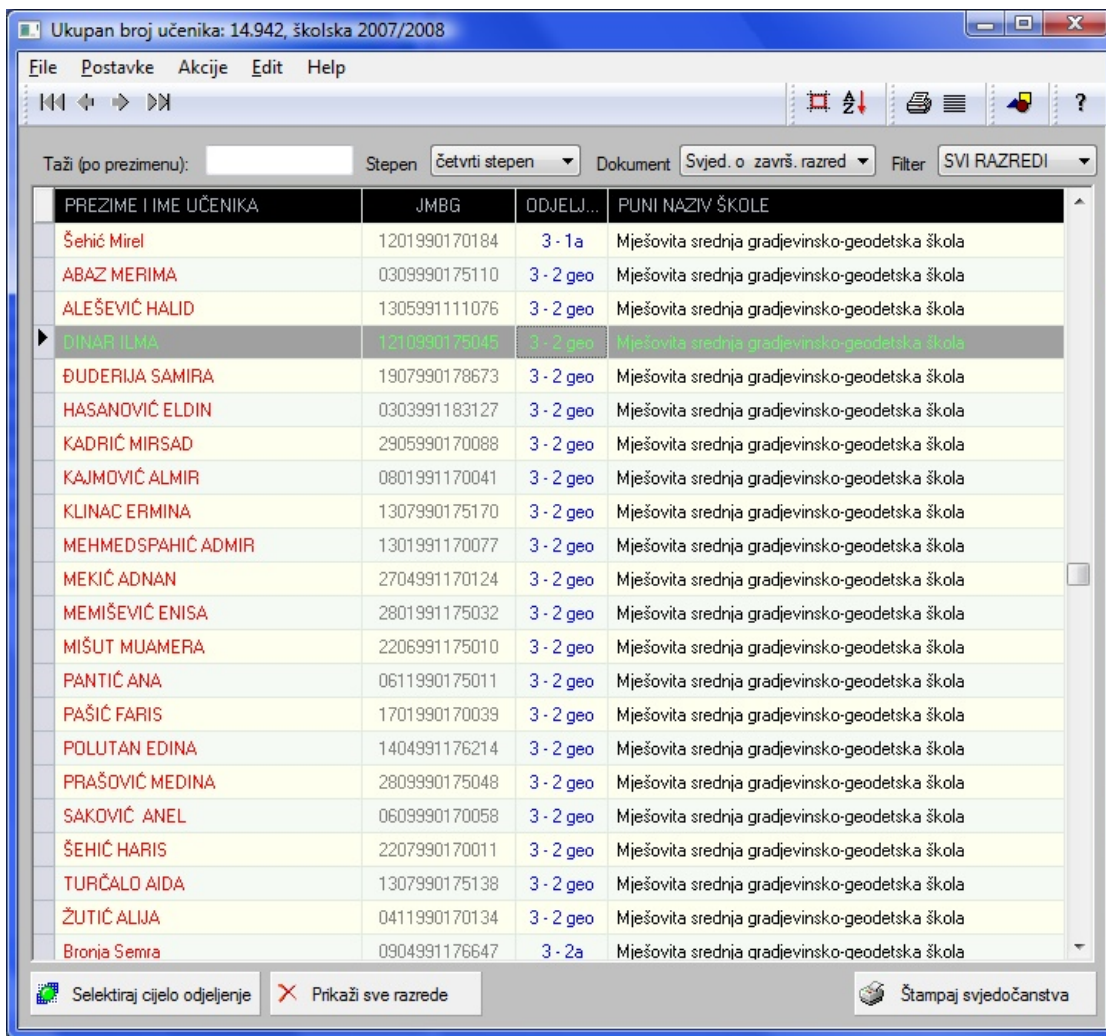 Ukupan broj učenika: 14.942, školska 2007/2008
File Postavke Akcije Edit Help
Taži (po prezimenu): Stepen četvrti stepen Dokument Svjed. o završ. razred Filter SVI RAZREDI
PREZIME I IME UČENIKA JMBG ODJELJ... PUNI NAZIV ŠKOLE
Šehić Mirel 1201990170184 3 - 1a Mješovita srednja gradjevinsko-geodetska škola
ABAZ MERIMA 0309990175110 3 - 2 geo Mješovita srednja gradjevinsko-geodetska škola
ALEŠEVIĆ HALID 1305991111076 3 - 2 geo Mješovita srednja gradjevinsko-geodetska škola
DINAR ILMA 1210990175045 3 - 2 geo Mješovita srednja gradjevinsko-geodetska škola
ĐUDERIJA SAMIRA 1907990178673 3 - 2 geo Mješovita srednja gradjevinsko-geodetska škola
HASANOVIĆ ELDIN 0303991183127 3 - 2 geo Mješovita srednja gradjevinsko-geodetska škola
KADRIĆ MIRSAD 2905990170088 3 - 2 geo Mješovita srednja gradjevinsko-geodetska škola
KAJMOVIĆ ALMIR 0801991170041 3 - 2 geo Mješovita srednja gradjevinsko-geodetska škola
KLINAC ERMINA 1307990175170 3 - 2 geo Mješovita srednja gradjevinsko-geodetska škola
MEHMEDSPAHIĆ ADMIR 1301991170077 3 - 2 geo Mješovita srednja gradjevinsko-geodetska škola
MEKIĆ ADNAN 2704991170124 3 - 2 geo Mješovita srednja gradjevinsko-geodetska škola
MEMIŠEVIĆ ENISA 2801991175032 3 - 2 geo Mješovita srednja gradjevinsko-geodetska škola
MIŠUT MUAMERA 2206991175010 3 - 2 geo Mješovita srednja gradjevinsko-geodetska škola
PANTIĆ ANA 0611990175011 3 - 2 geo Mješovita srednja gradjevinsko-geodetska škola
PAŠIĆ FARIS 1701990170039 3 - 2 geo Mješovita srednja gradjevinsko-geodetska škola
POLUTAN EDINA 1404991176214 3 - 2 geo Mješovita srednja gradjevinsko-geodetska škola
PRAŠOVIĆ MEDINA 2809990175048 3 - 2 geo Mješovita srednja gradjevinsko-geodetska škola
SAKOVIĆ ANEL 0609990170058 3 - 2 geo Mješovita srednja gradjevinsko-geodetska škola
ŠEHIĆ HARIS 2207990170011 3 - 2 geo Mješovita srednja gradjevinsko-geodetska škola
TURČALO AIDA 1307990175138 3 - 2 geo Mješovita srednja gradjevinsko-geodetska škola
ŽUTIĆ ALIJA 0411990170134 3 - 2 geo Mješovita srednja gradjevinsko-geodetska škola
Bronja Semra 0904991176647 3 - 2a Mješovita srednja gradjevinsko-geodetska škola
Selektiraj cijelo odjeljenje Prikaži sve razrede Štampaj svjedočanstva